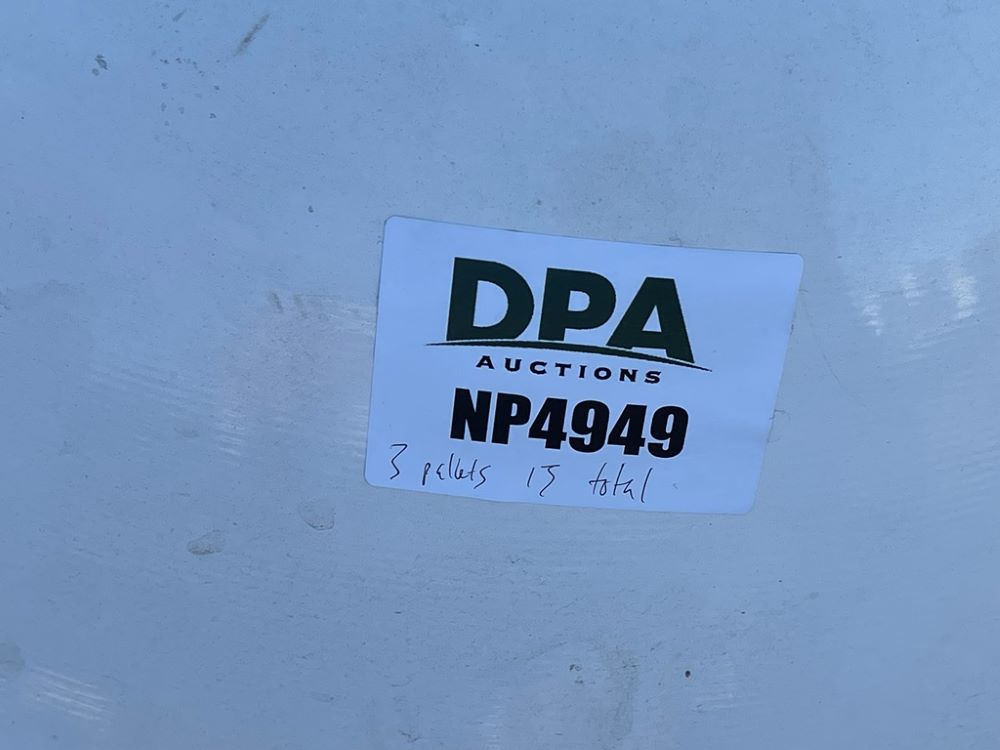 DPA
AUCTIONS
NP4949
3 pallets 15 total